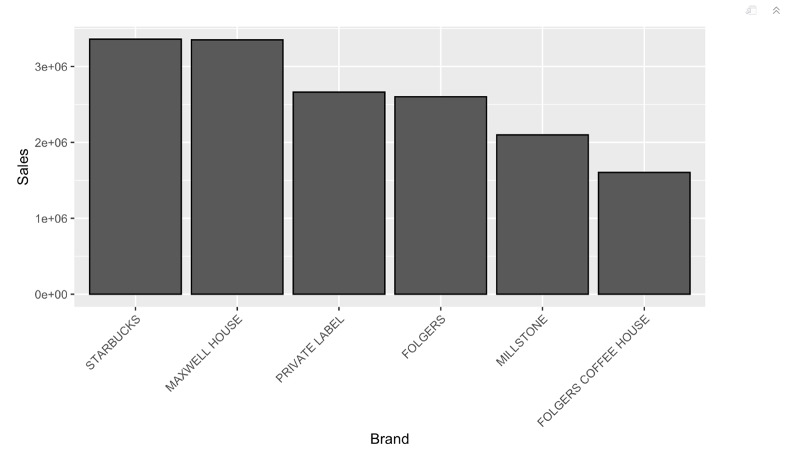 3e+06
2e+06
1e+06
0e+00
Sales
STARBUCKS
MAXWELL HOUSE
PRIVATE LABEL
FOLGERS
MILLSTONE
FOLGERS COFFEE HOUSE
Brand